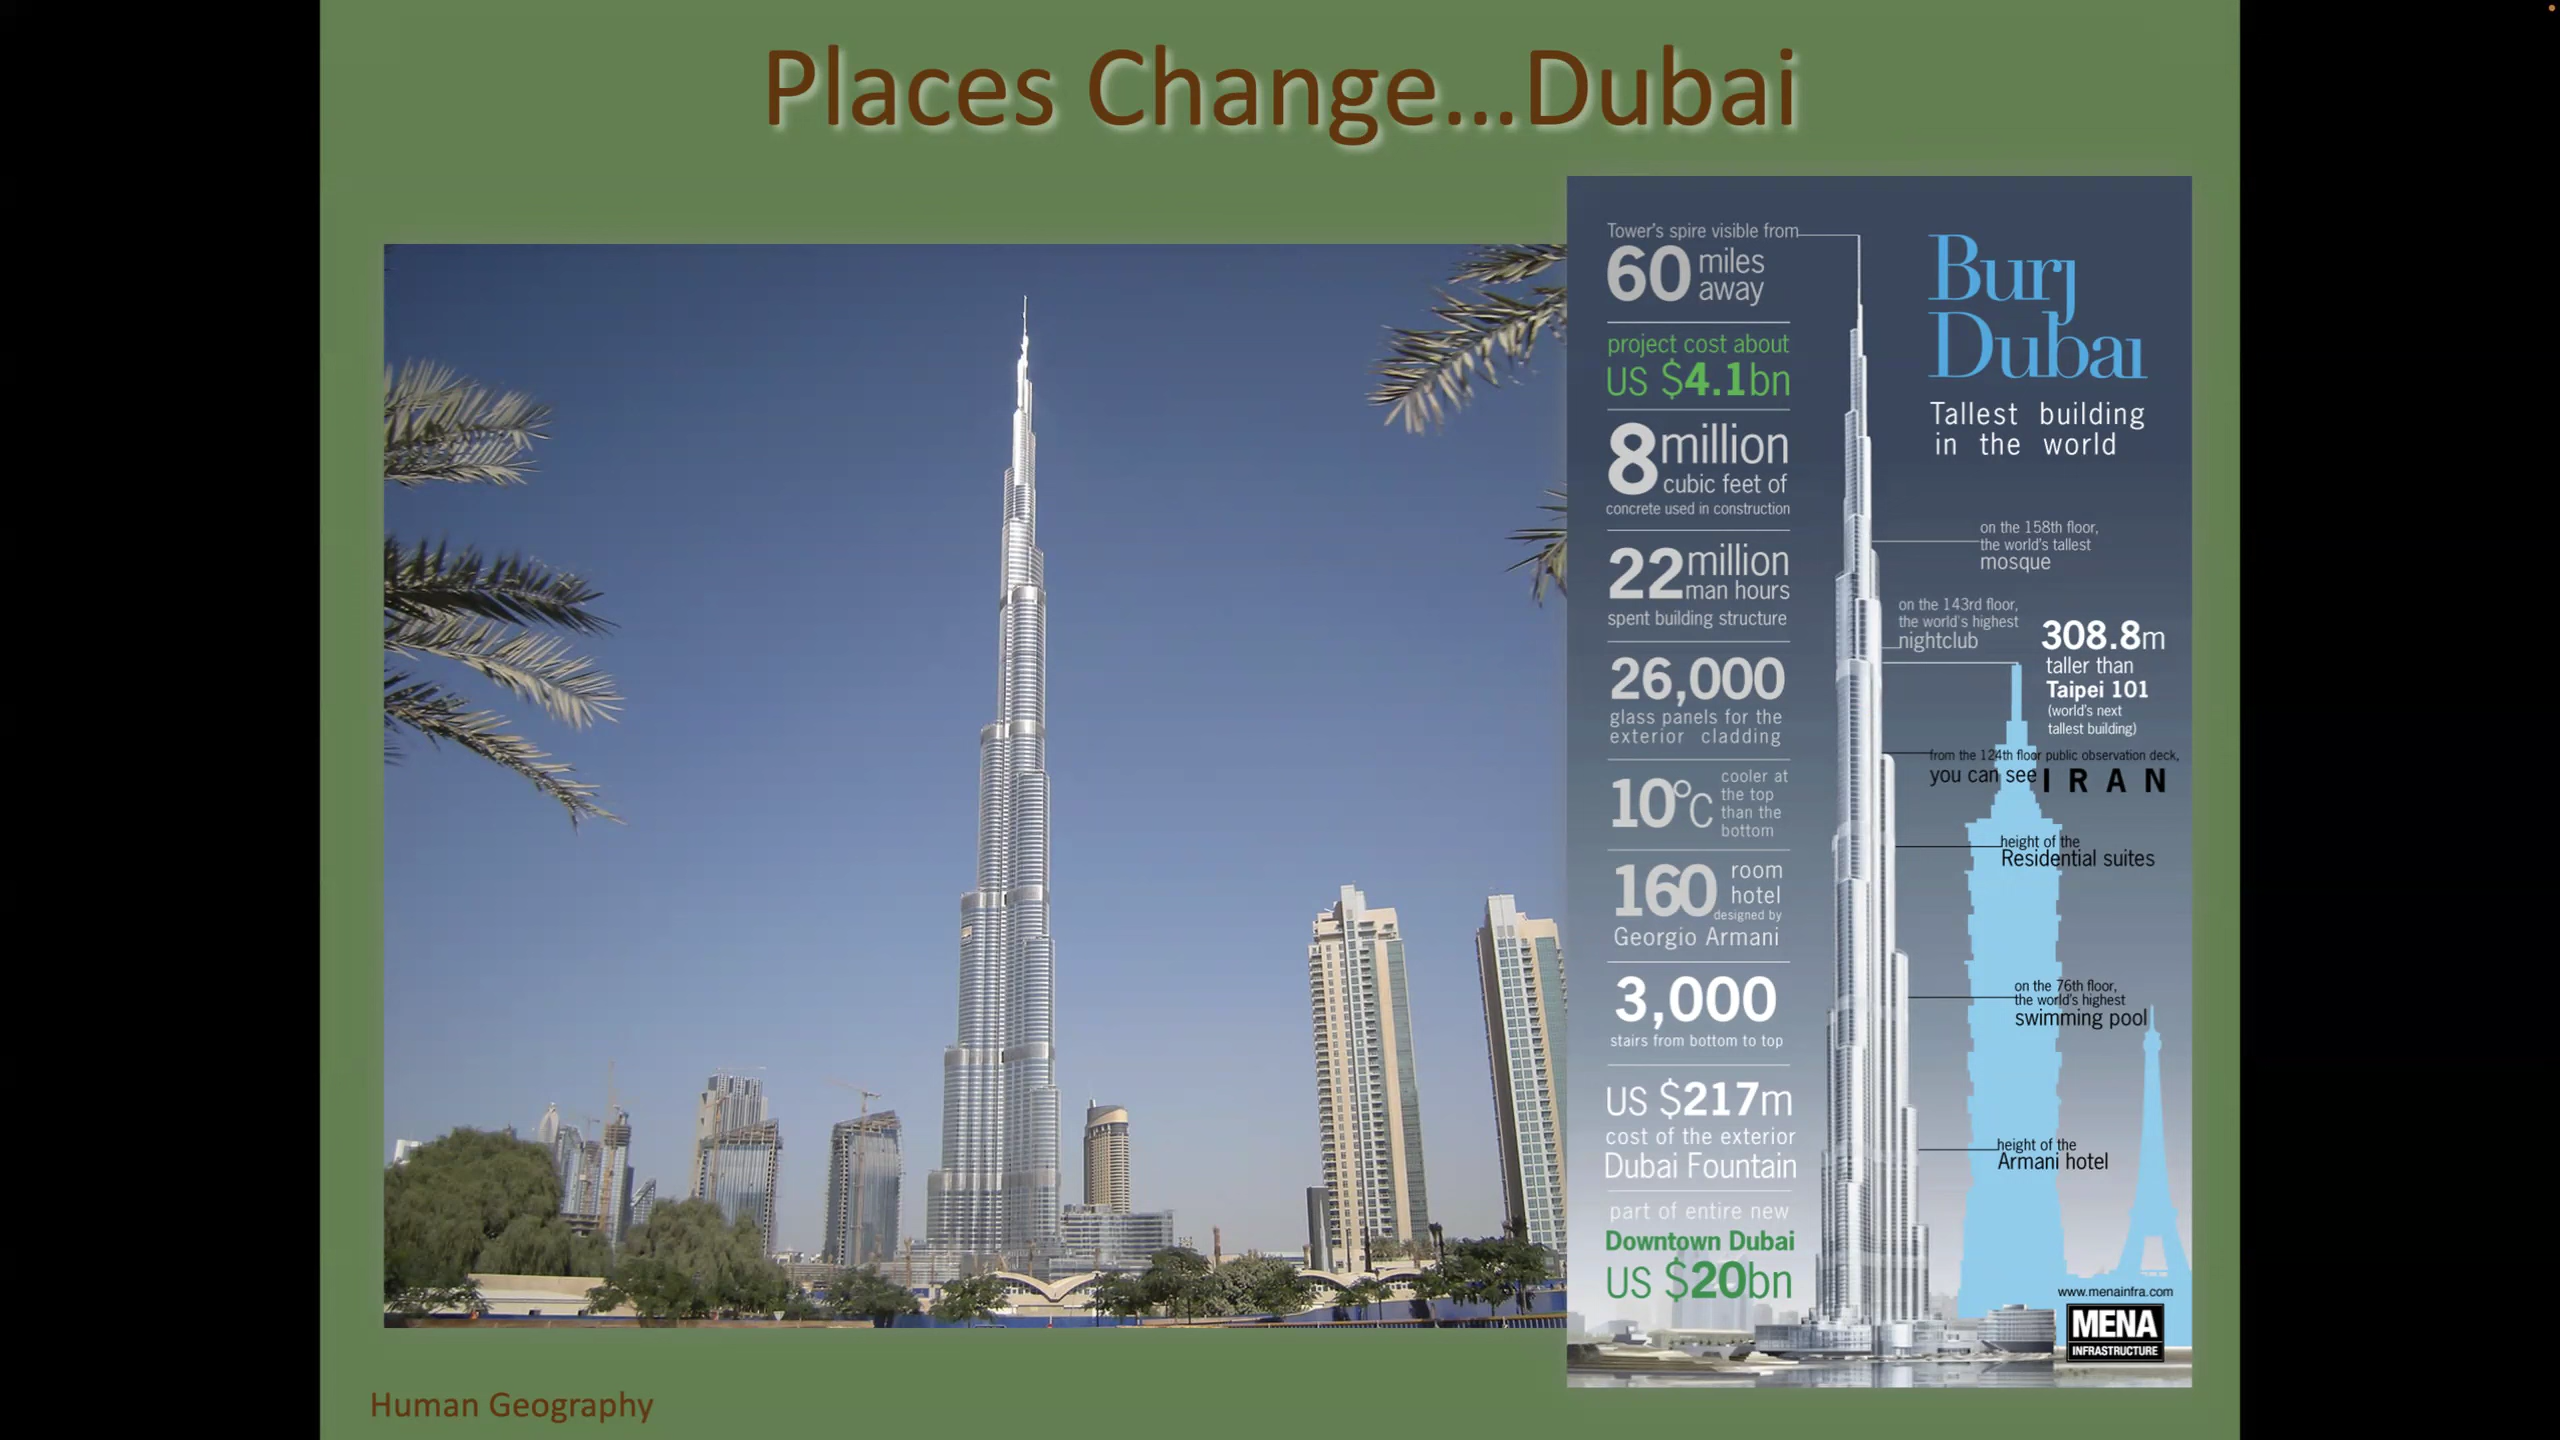 Places Change...Dubai
Tower's spire visible from
60 miles
away
project cost about
US $4.1bn
8 million
cubic feet of
concrete used in construction
22 million
man hours
spent building structure
26,000
glass panels for the
exterior cladding
10°C
cooler at
the top
than the
bottom
160 room
hotel
designed by
Georgio Armani
3,000
stairs from bottom to top
US $217m
cost of the exterior
Dubai Fountain
part of entire new
Downtown Dubai
US $20bn
Burj
Dubai
Tallest building
in the world
on the 158th floor,
the world's tallest
mosque
on the 143rd floor,
the world's highest
nightclub
308.8m
taller than
Taipei 101
(world's next
tallest building)
from the 124th floor public observation deck,
you can see IRAN
height of the
Residential suites
on the 76th floor,
the world's highest
swimming pool
height of the
Armani hotel
www.menainfra.com
MENA
INFRASTRUCTURE
Human Geography